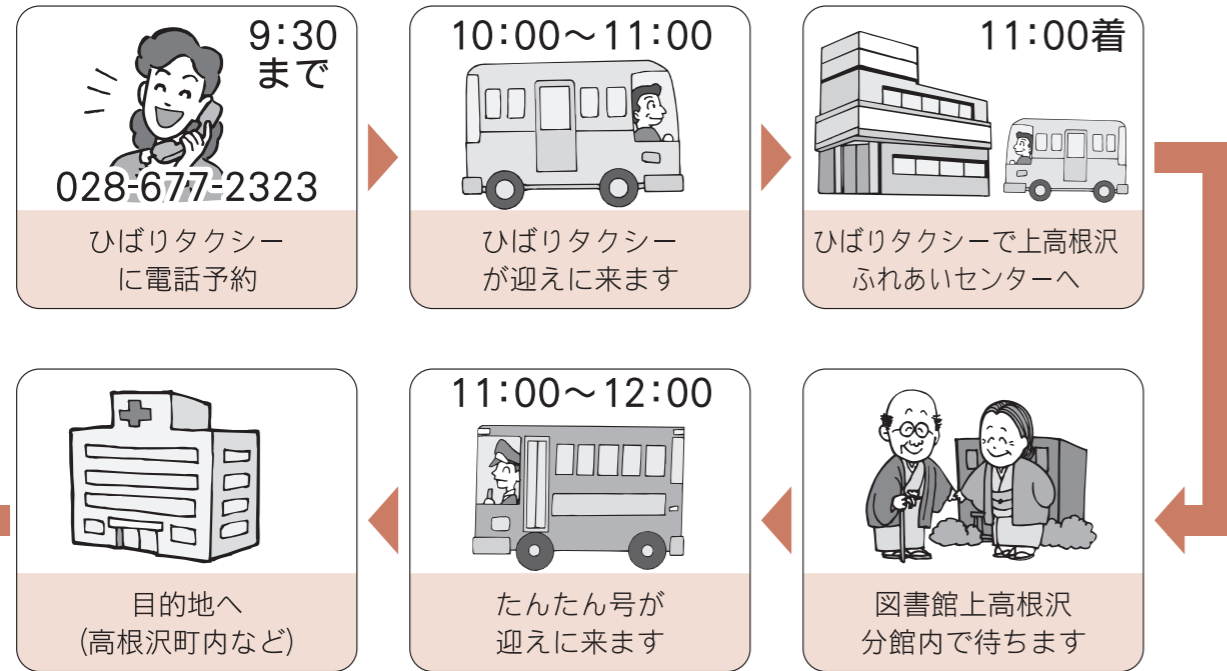 9:30
まで
028-677-2323
ひばりタクシー
に電話予約
10:00～11:00
ひばりタクシー
が迎えに来ます
11:00着
ひばりタクシーで上高根沢
ふれあいセンターへ
図書館上高根沢
分館内で待ちます
11:00～12:00
たんたん号が
迎えに来ます
目的地へ
(高根沢町内など)